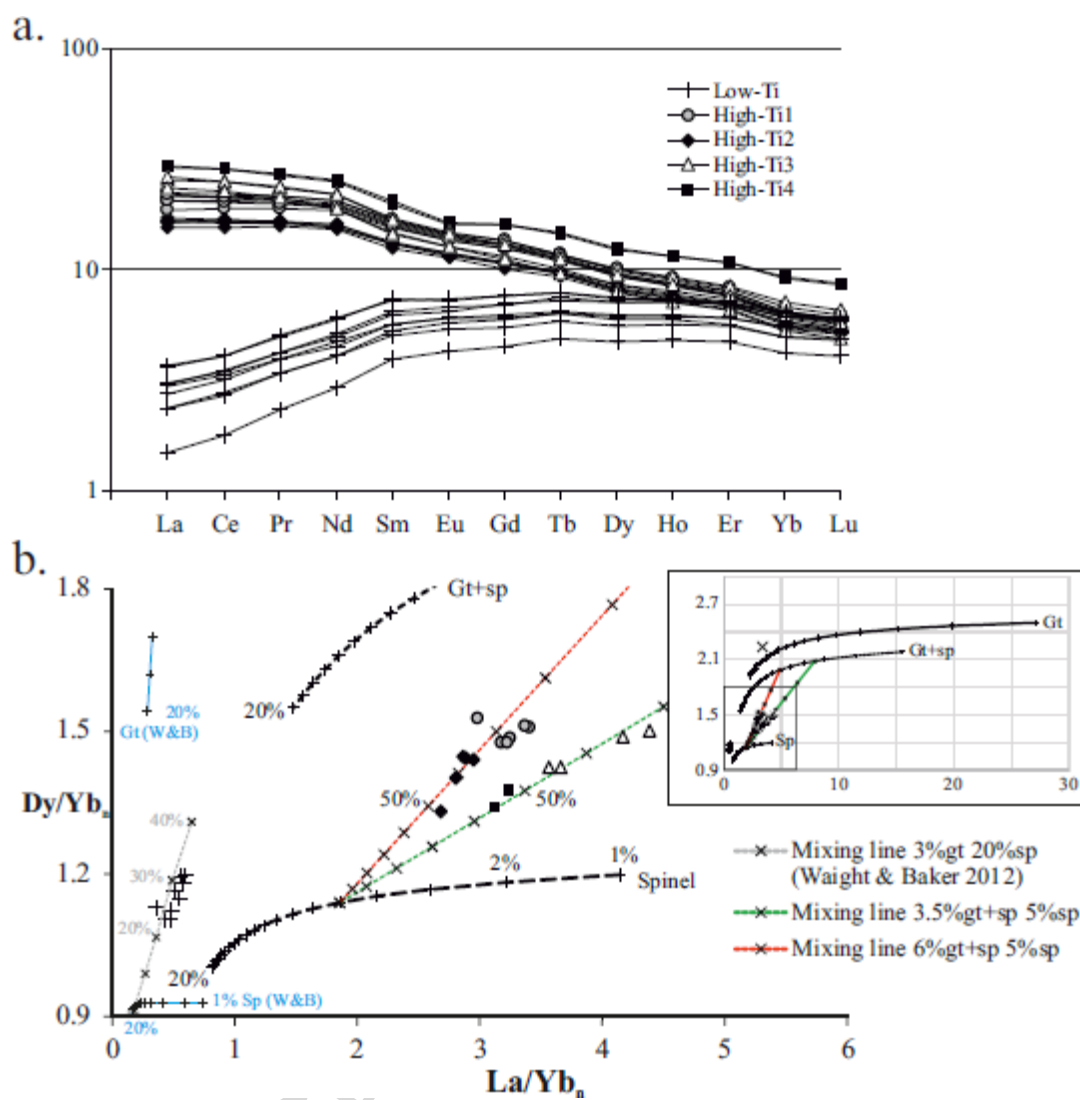 a.
100
10
1
Low-Ti
High-Ti1
High-Ti2
High-Ti3
High-Ti4
La Ce Pr Nd Sm Eu Gd Tb Dy Ho Er Yb Lu
b.
1.8
1.5
1.2
0.9
Dy/Ybn
Gt+sp
20%
20%
Gt (W&B)
40%
30%
20%
50%
50%
2%
1%
Spinel
20%
1% Sp (W&B)
20%
0 1 2 3 4 5 6
La/Ybn
2.7
2.1
1.5
0.9
Gt
Gt+sp
Sp
0 10 20 30
Mixing line 3%gt 20%sp
(Waight & Baker 2012)
Mixing line 3.5%gt+sp 5%sp
Mixing line 6%gt+sp 5%sp